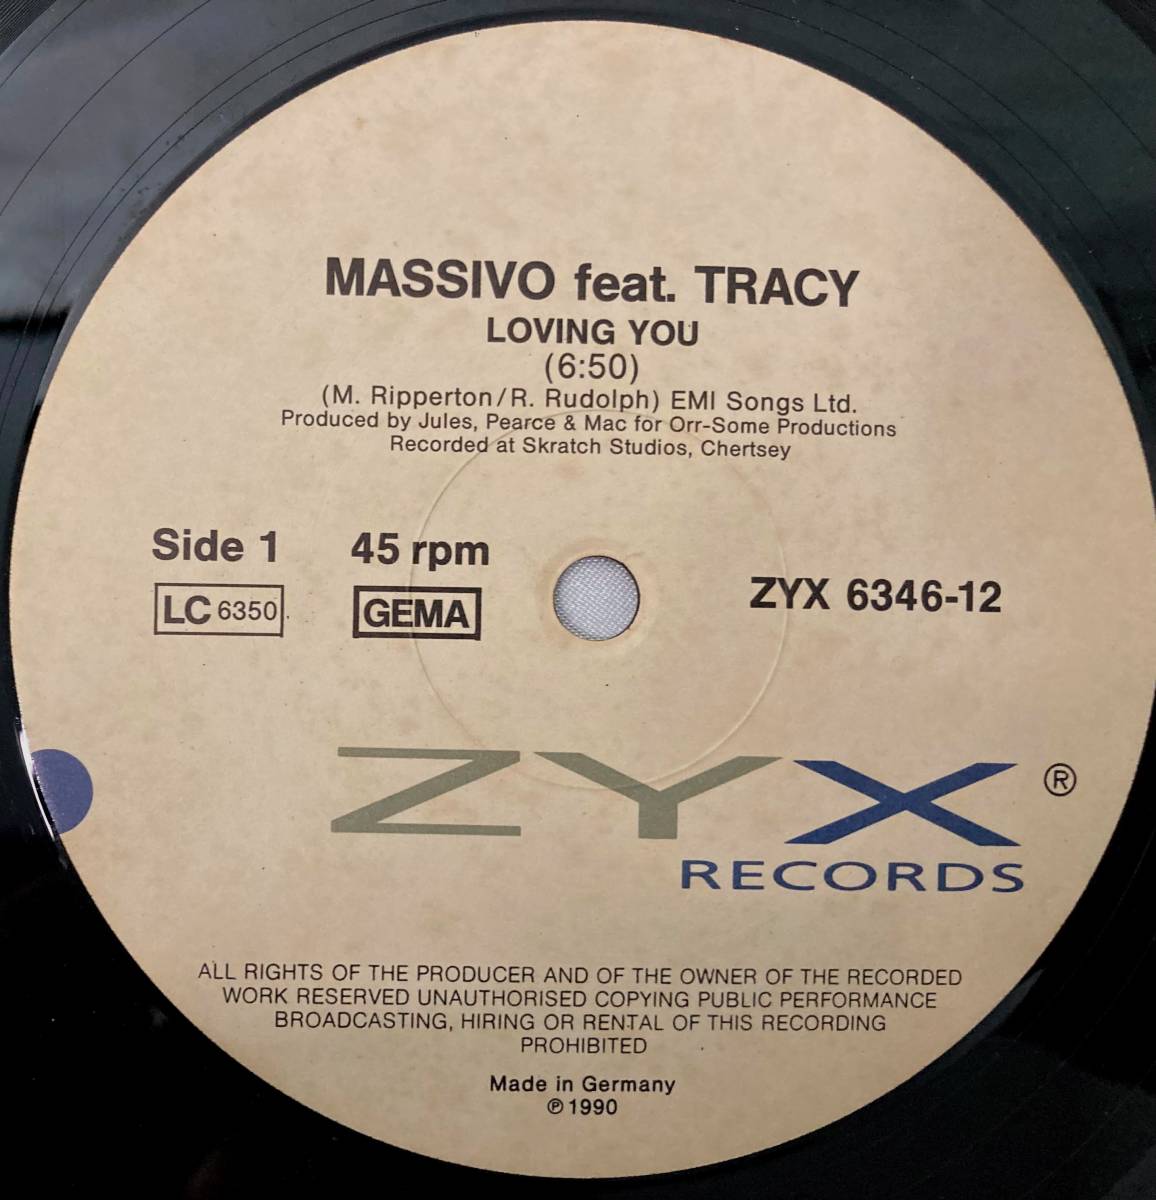 MASSIVO feat. TRACY
LOVING YOU
(6:50)
(M. Ripperton/R. Rudolph) EMI Songs Ltd.
Produced by Jules, Pearce & Mac for Orr-Some Productions
Recorded at Skratch Studios, Chertsey
Side 1 45 rpm
LC 6350 GEMA ZYX 6346-12
ZYX ®
RECORDS
ALL RIGHTS OF THE PRODUCER AND OF THE OWNER OF THE RECORDED
WORK RESERVED UNAUTHORISED COPYING PUBLIC PERFORMANCE
BROADCASTING, HIRING OR RENTAL OF THIS RECORDING
PROHIBITED
Made in Germany
℗ 1990